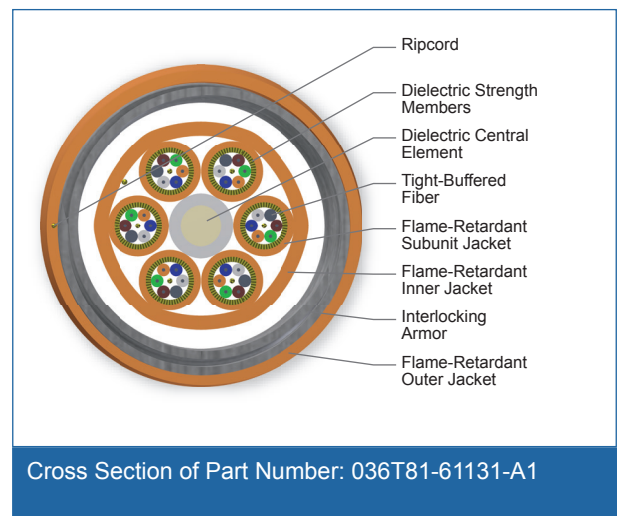 Ripcord
Dielectric Strength
Members
Dielectric Central
Element
Tight-Buffered
Fiber
Flame-Retardant
Subunit Jacket
Flame-Retardant
Inner Jacket
Interlocking
Armor
Flame-Retardant
Outer Jacket
Cross Section of Part Number: 036T81-61131-A1